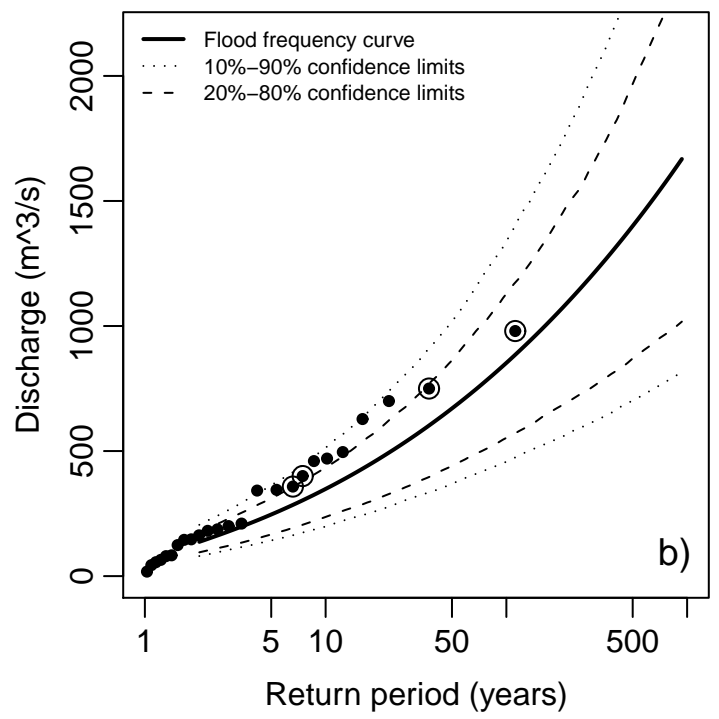 Flood frequency curve
10%–90% confidence limits
20%–80% confidence limits
Discharge (m^3/s)
2000
1500
1000
500
0
b)
1 5 10 50 500
Return period (years)